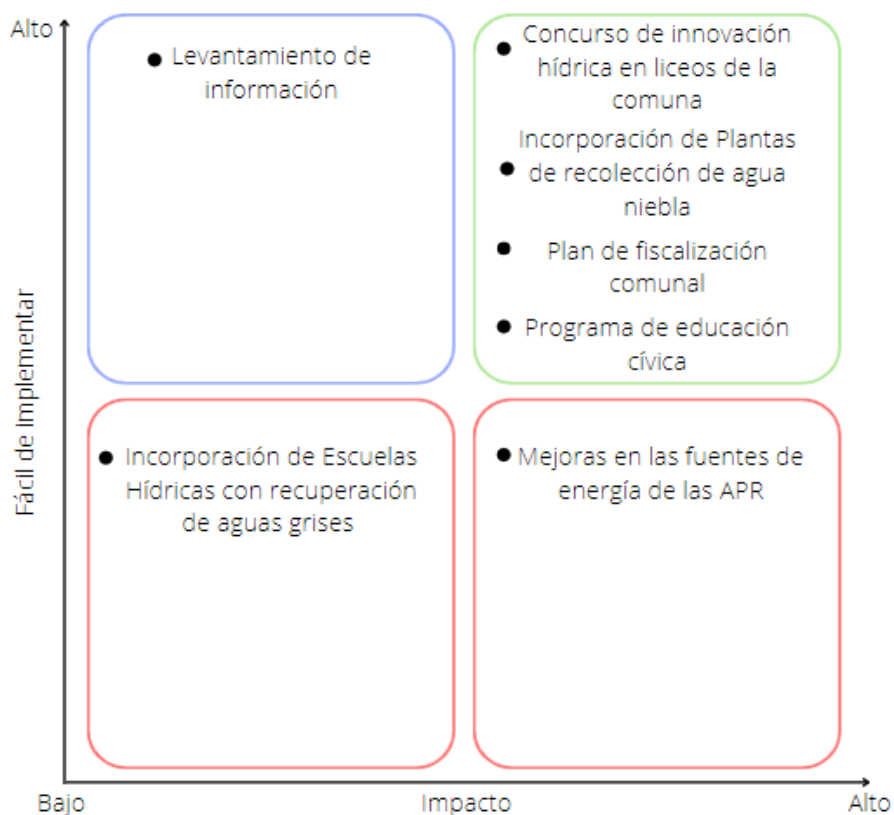 Alto
Levantamiento de
información
Concurso de innovación
hídrica en liceos de la
comuna
Incorporación de Plantas
de recolección de agua
niebla
Plan de fiscalización
comunal
Programa de educación
cívica
Fácil de Implementar
Incorporación de Escuelas
Hídricas con recuperación
de aguas grises
Mejoras en las fuentes de
energía de las APR
Bajo
Impacto
Alto